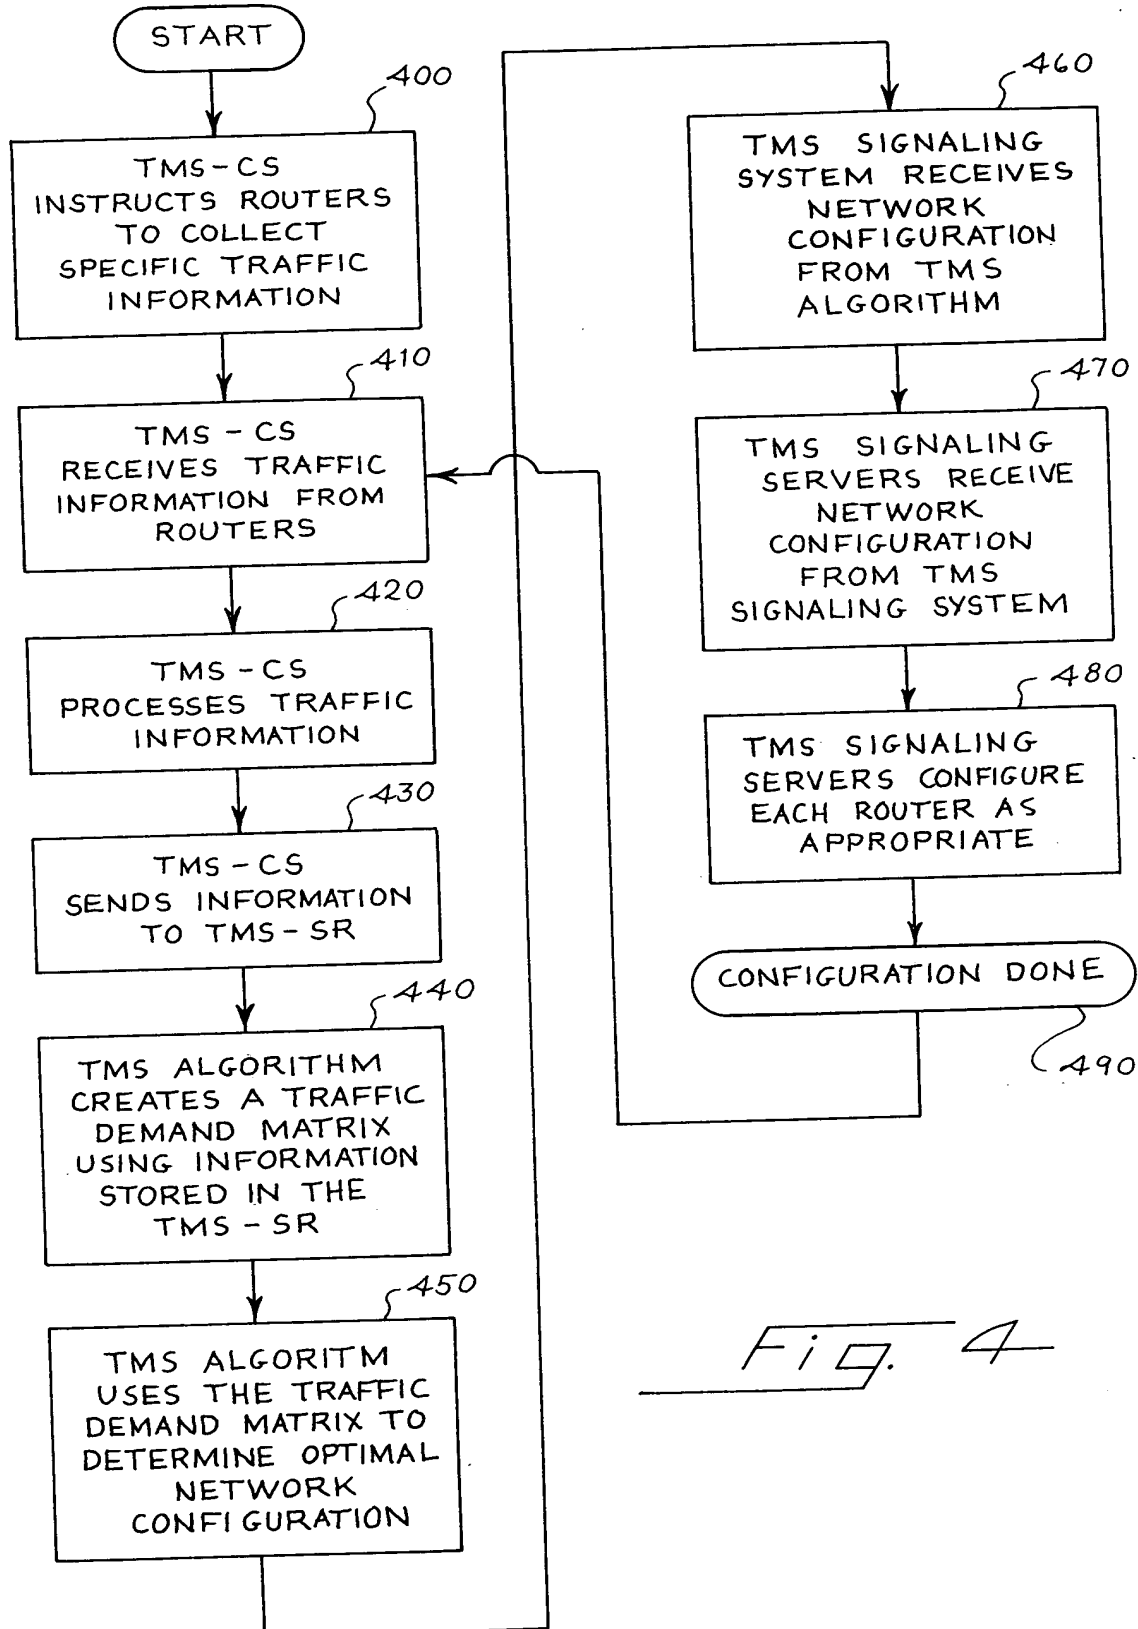 START
400
TMS-CS
INSTRUCTS ROUTERS
TO COLLECT
SPECIFIC TRAFFIC
INFORMATION
410
TMS-CS
RECEIVES TRAFFIC
INFORMATION FROM
ROUTERS
420
TMS-CS
PROCESSES TRAFFIC
INFORMATION
430
TMS-CS
SENDS INFORMATION
TO TMS-SR
440
TMS ALGORITHM
CREATES A TRAFFIC
DEMAND MATRIX
USING INFORMATION
STORED IN THE
TMS-SR
450
TMS ALGORITM
USES THE TRAFFIC
DEMAND MATRIX TO
DETERMINE OPTIMAL
NETWORK
CONFIGURATION
460
TMS SIGNALING
SYSTEM RECEIVES
NETWORK
CONFIGURATION
FROM TMS
ALGORITHM
470
TMS SIGNALING
SERVERS RECEIVE
NETWORK
CONFIGURATION
FROM TMS
SIGNALING SYSTEM
480
TMS SIGNALING
SERVERS CONFIGURE
EACH ROUTER AS
APPROPRIATE
CONFIGURATION DONE
490
Fig. 4